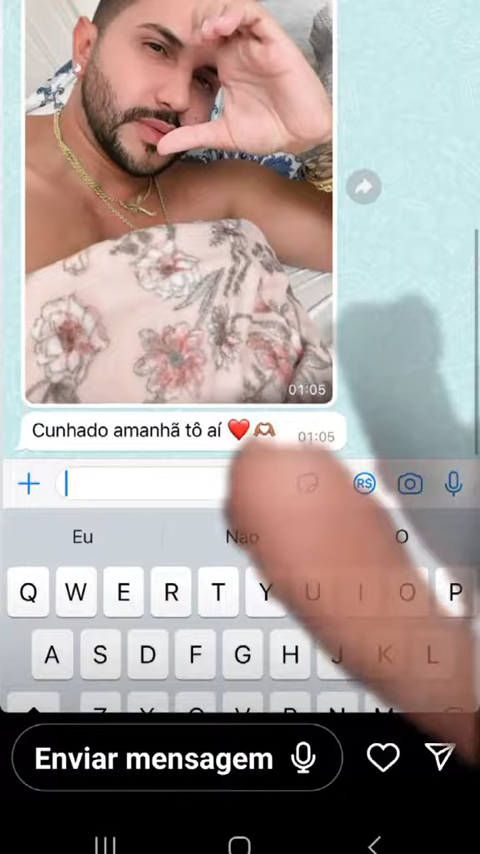 01:05
Cunhado amanhã tô aí ❤️🫶🏽
01:05
R$
Eu Não O
Q W E R T Y U I O P
A S D F G H J K L
Z X C V B N M
Enviar mensagem